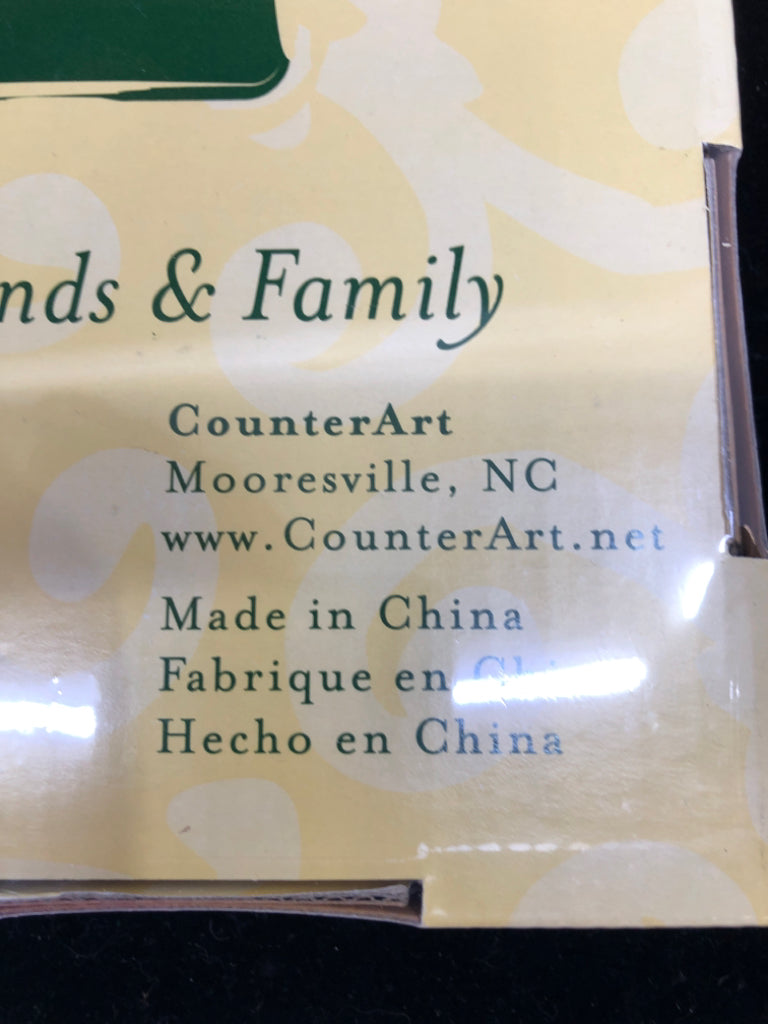 nds & Family
CounterArt
Mooresville, NC
www.CounterArt.net
Made in China
Fabrique en
Hecho en China